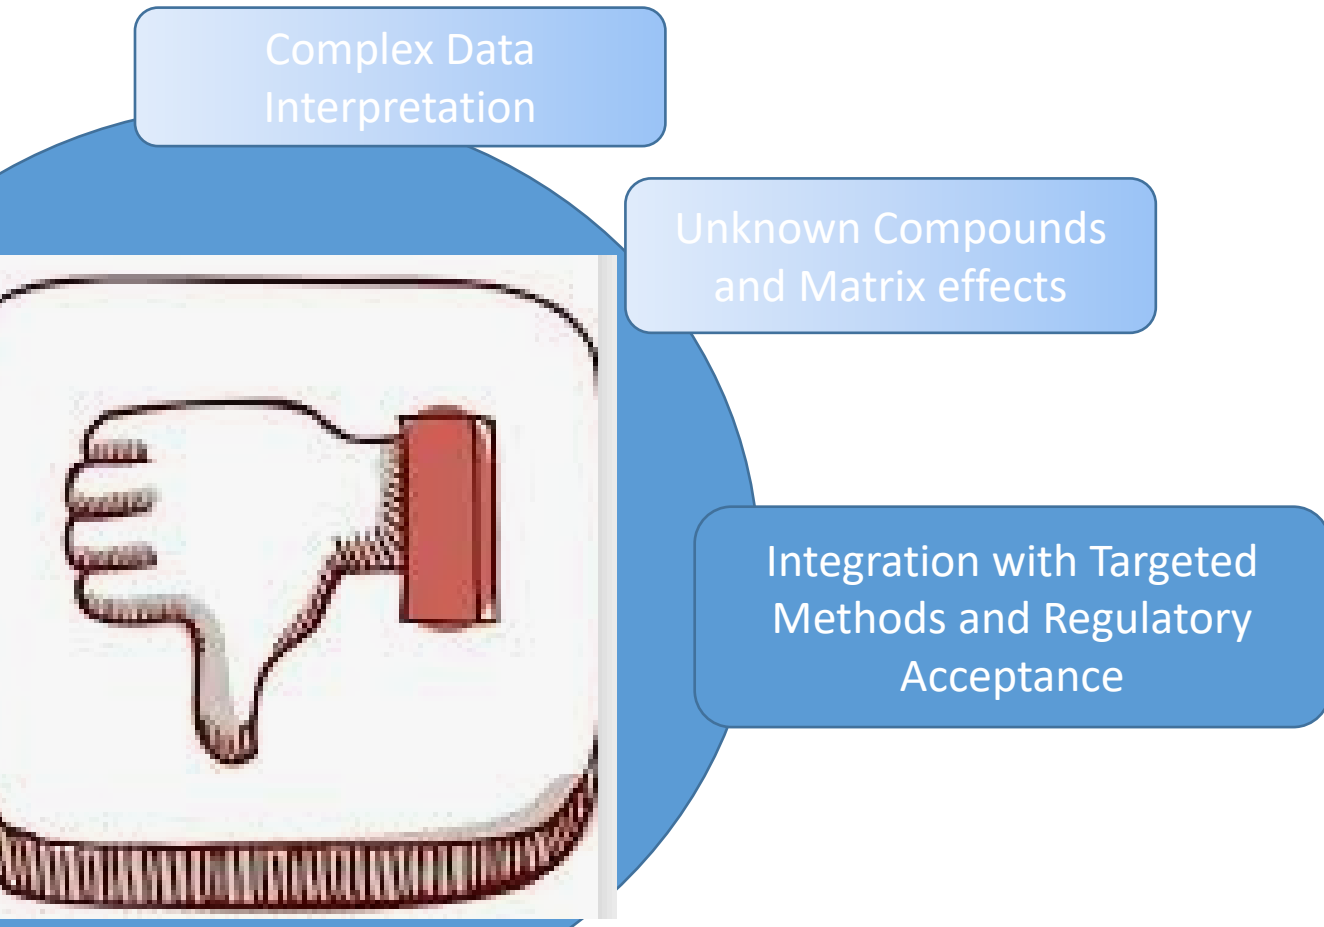 Complex Data
Interpretation
Unknown Compounds
and Matrix effects
Integration with Targeted
Methods and Regulatory
Acceptance